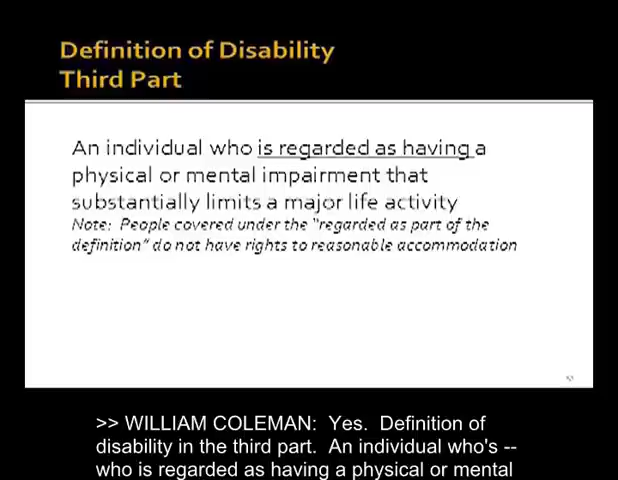 Definition of Disability
Third Part
An individual who is regarded as having a
physical or mental impairment that
substantially limits a major life activity
Note: People covered under the "regarded as part of the
definition" do not have rights to reasonable accommodation
>> WILLIAM COLEMAN: Yes. Definition of
disability in the third part. An individual who's --
who is regarded as having a physical or mental